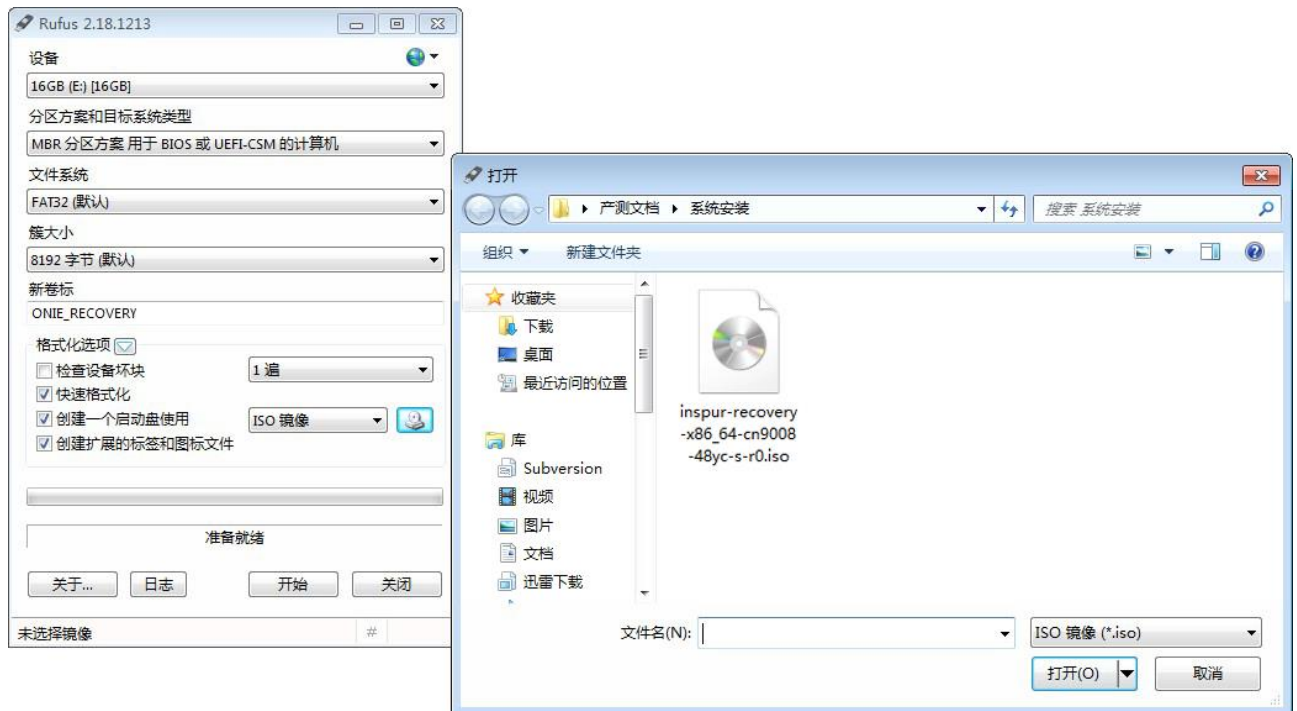 Rufus 2.18.1213
设备
16GB (E:) [16GB]
分区方案和目标系统类型
MBR 分区方案 用于 BIOS 或 UEFI-CSM 的计算机
文件系统
FAT32 (默认)
簇大小
8192 字节 (默认)
新卷标
ONIE_RECOVERY
格式化选项
检查设备坏块
1 遍
快速格式化
创建一个启动盘使用
ISO 镜像
创建扩展的标签和图标文件
准备就绪
关于...
日志
开始
关闭
未选择镜像
#
打开
产测文档
系统安装
搜索 系统安装
组织
新建文件夹
收藏夹
下载
桌面
最近访问的位置
库
Subversion
视频
图片
文档
迅雷下载
inspur-recovery
-x86_64-cn9008
-48yc-s-r0.iso
文件名(N):
ISO 镜像 (*.iso)
打开(O)
取消